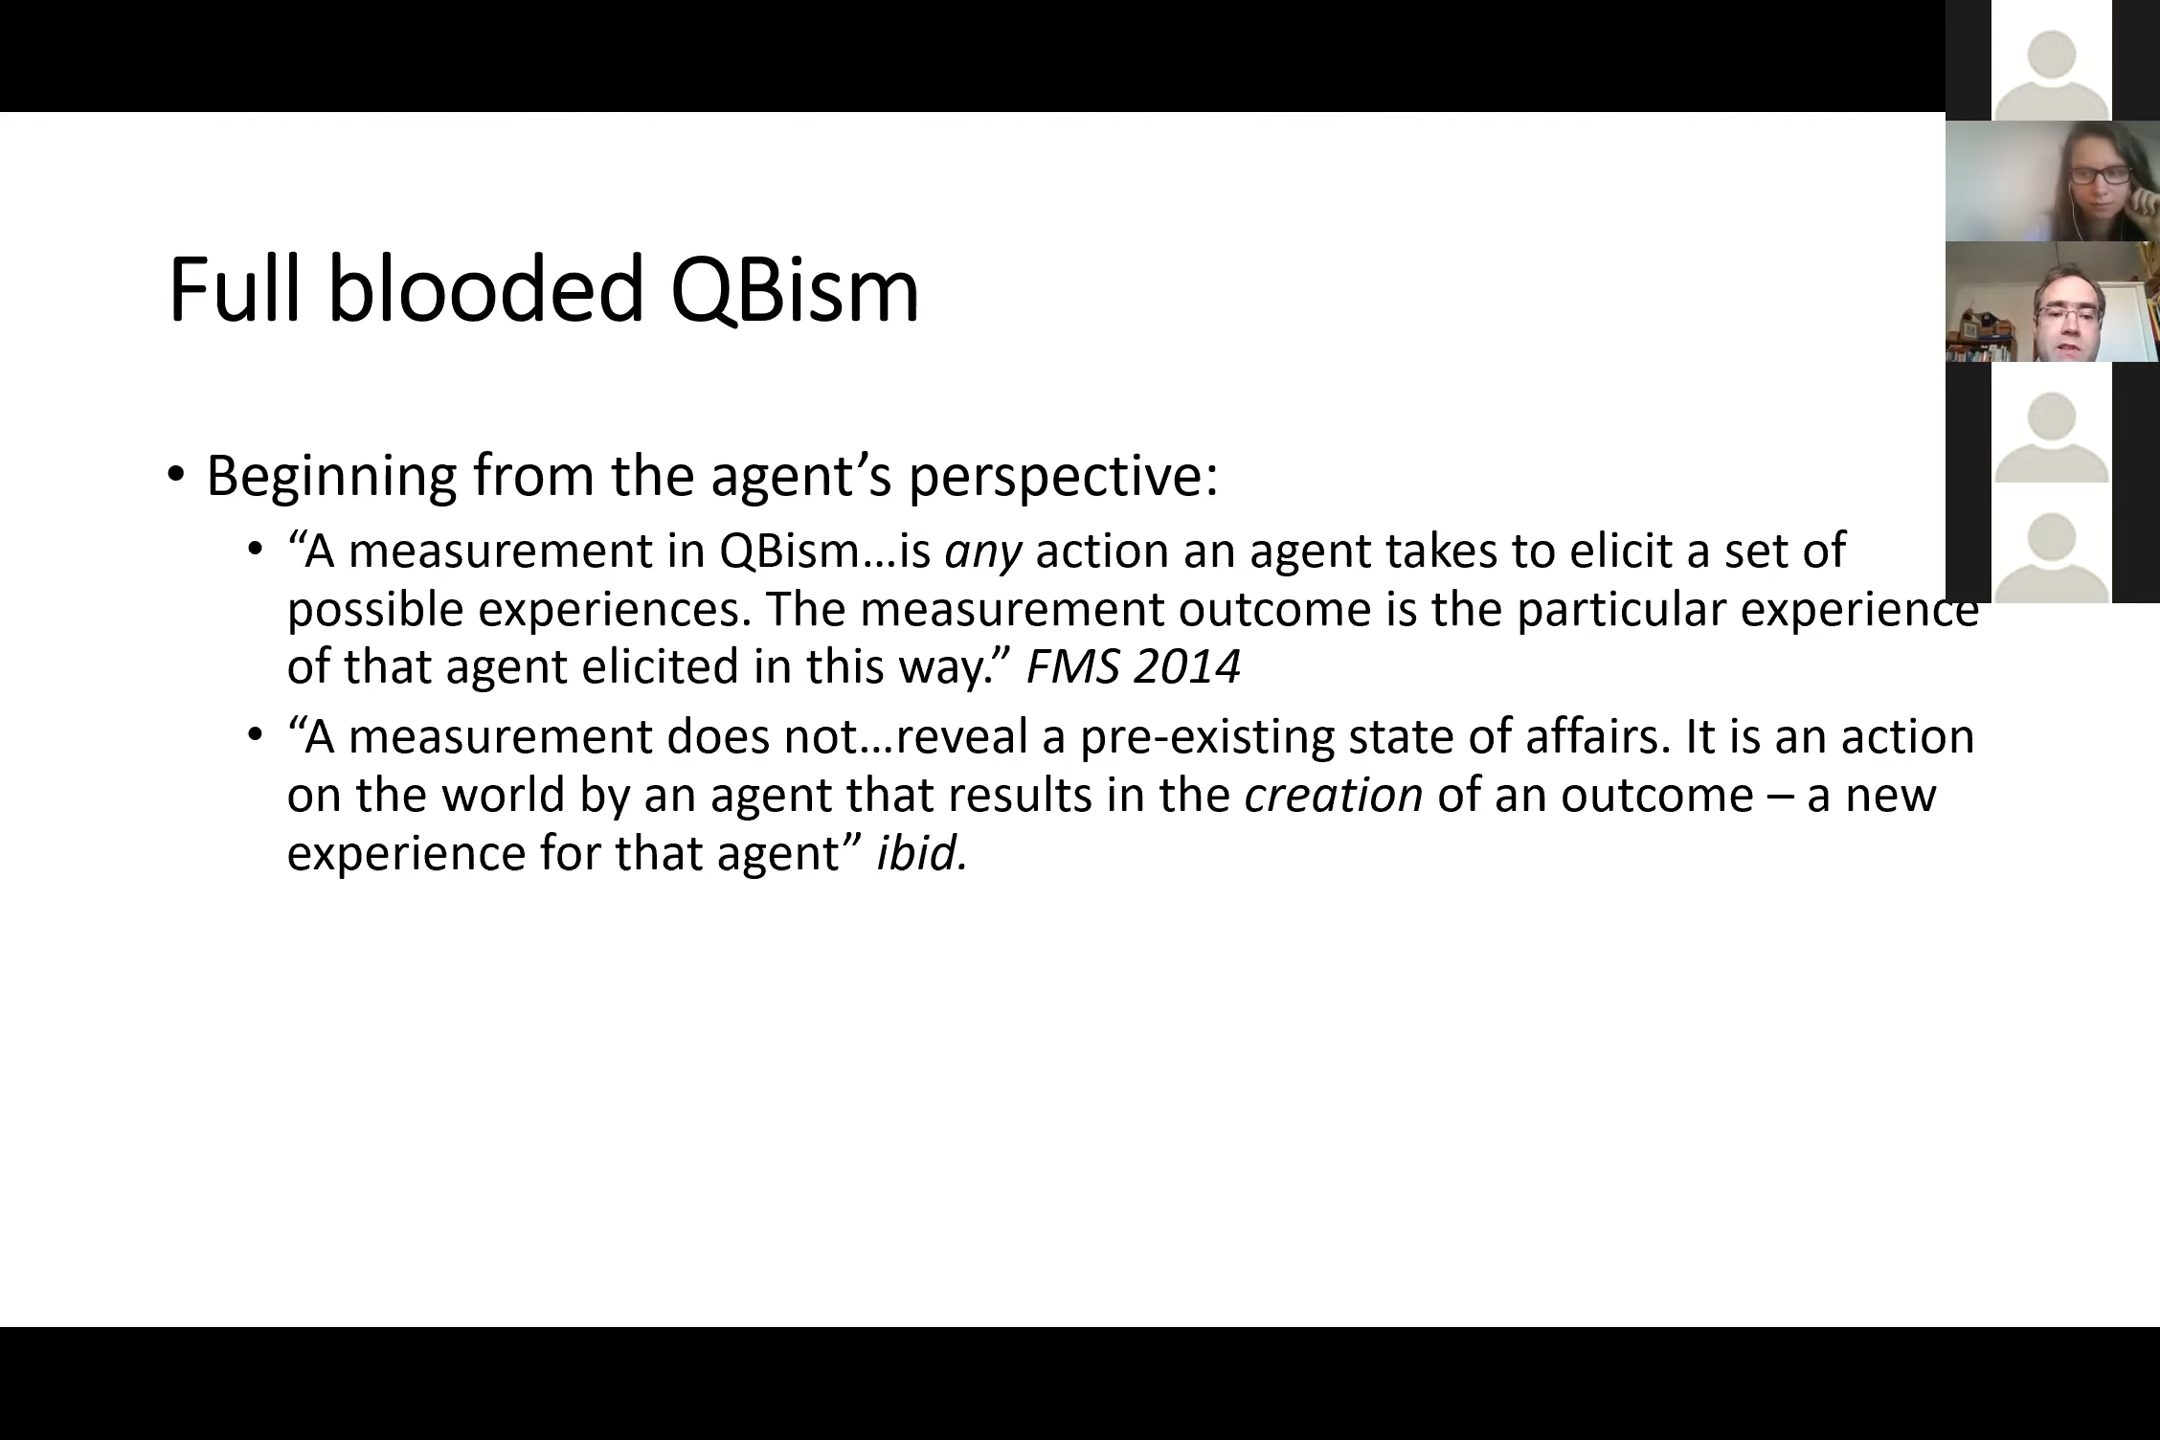 Full blooded QBism
• Beginning from the agent’s perspective:
• “A measurement in QBism…is any action an agent takes to elicit a set of
possible experiences. The measurement outcome is the particular experience
of that agent elicited in this way.” FMS 2014
• “A measurement does not…reveal a pre-existing state of affairs. It is an action
on the world by an agent that results in the creation of an outcome – a new
experience for that agent” ibid.